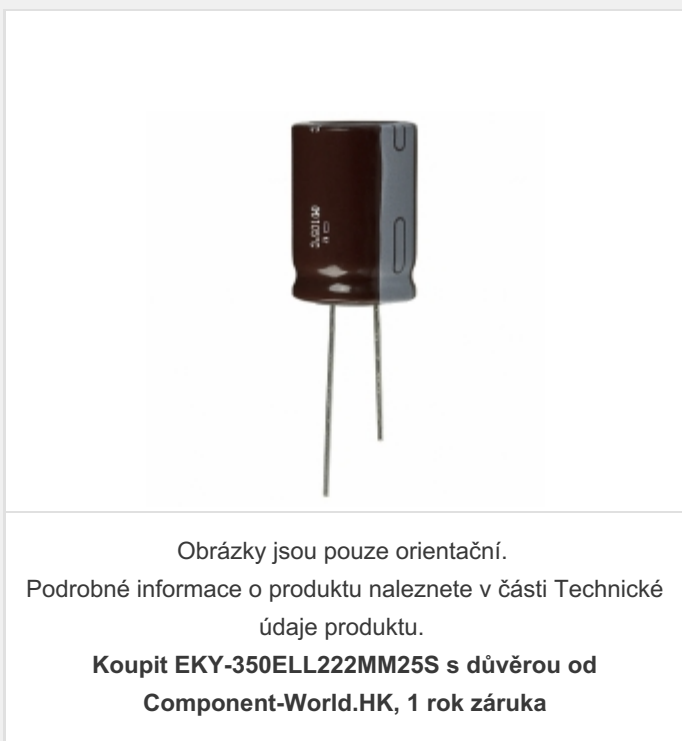 105°C
Obrázky jsou pouze orientační.
Podrobné informace o produktu naleznete v části Technické
údaje produktu.
Koupit EKY-350ELL222MM25S s důvěrou od
Component-World.HK, 1 rok záruka